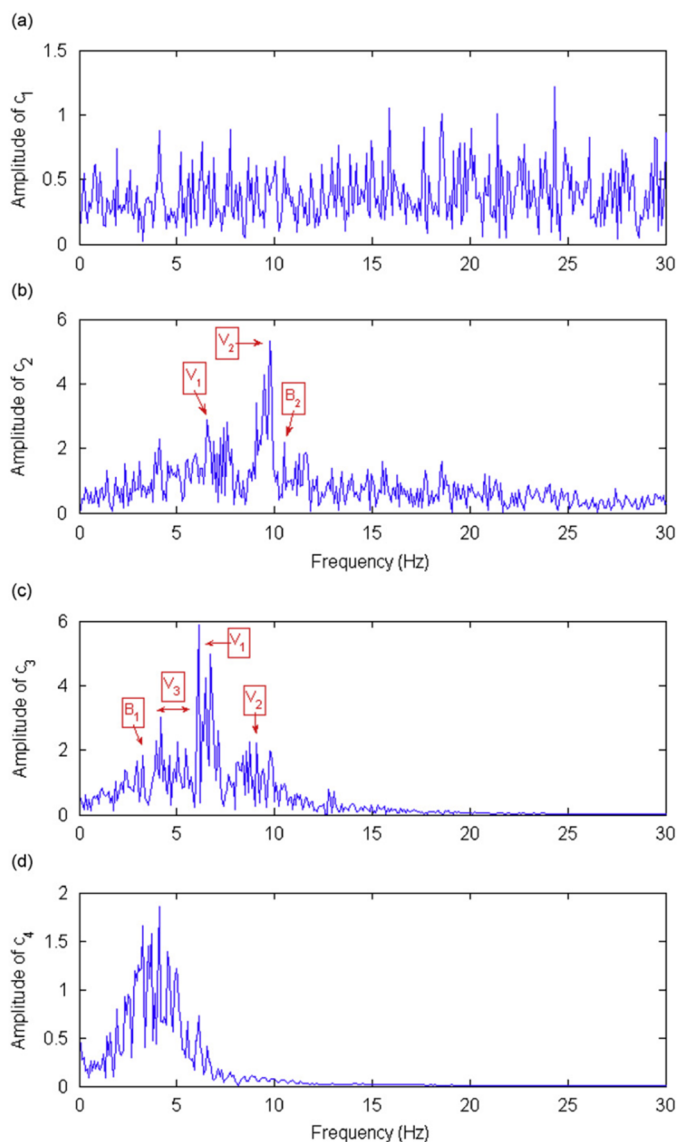 (a)
1.5
1
0.5
0
Amplitude of c₁
0 5 10 15 20 25 30
(b)
6
4
2
0
Amplitude of c₂
V₁
V₂
B₂
0 5 10 15 20 25 30
Frequency (Hz)
(c)
6
4
2
0
Amplitude of c₃
B₁
V₃
V₁
V₂
0 5 10 15 20 25 30
(d)
2
1.5
1
0.5
0
Amplitude of c₄
0 5 10 15 20 25 30
Frequency (Hz)